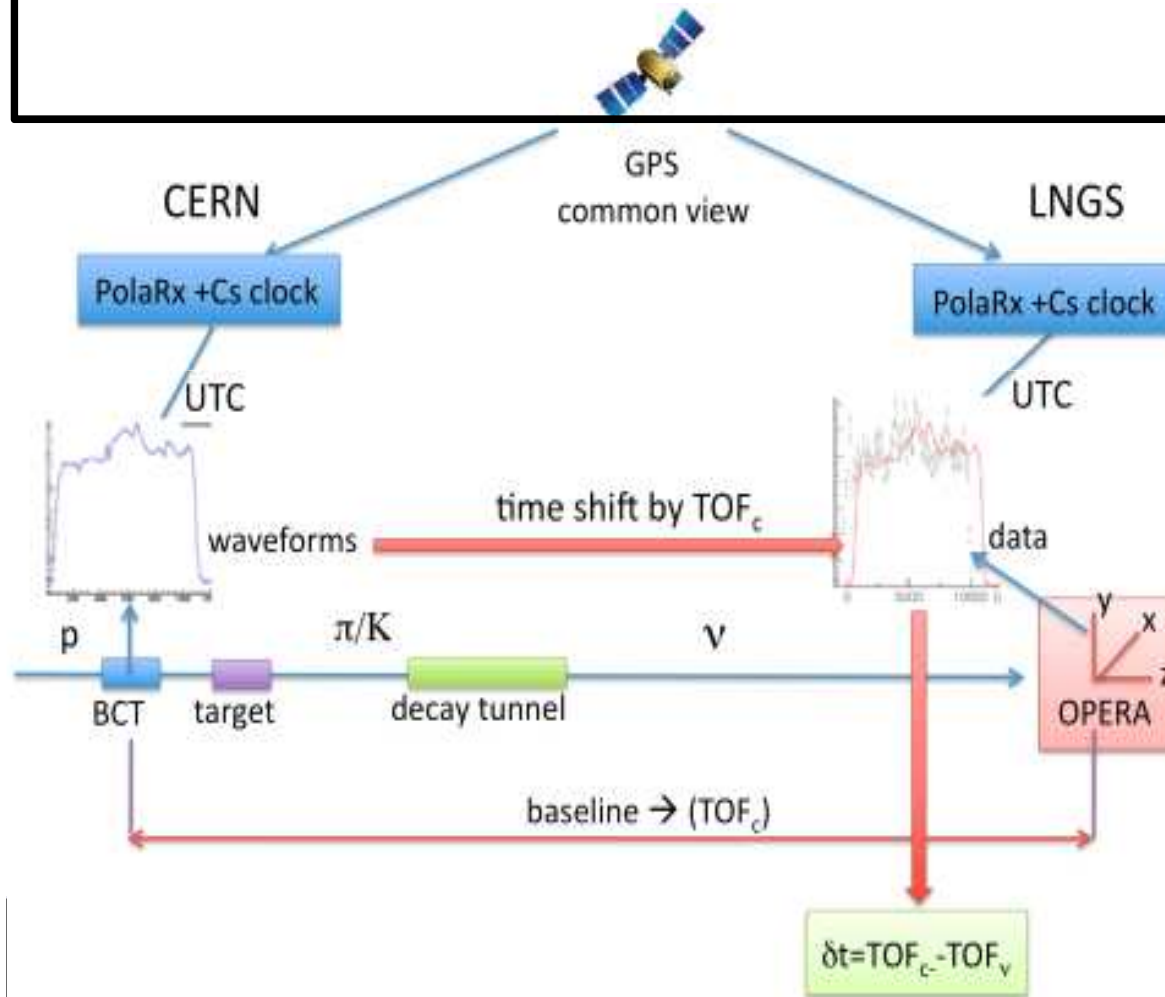 GPS
common view
CERN
LNGS
PolaRx +Cs clock
PolaRx +Cs clock
UTC
UTC
time shift by TOFc
waveforms
data
p
π/K
ν
y
x
z
BCT
target
decay tunnel
OPERA
baseline → (TOFc)
δt=TOFc--TOFν